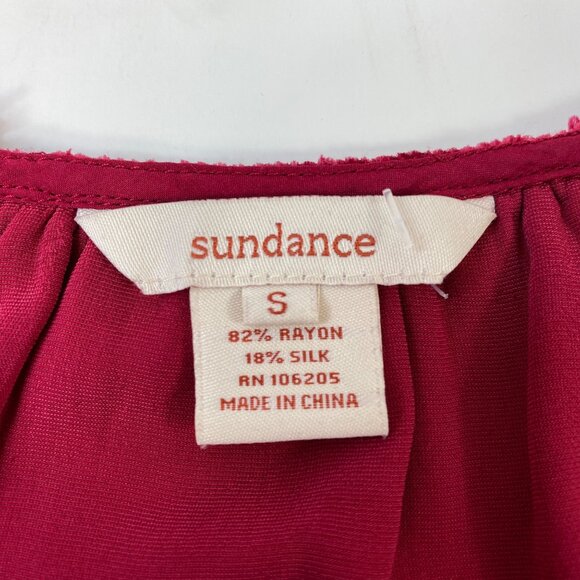 sundance
S
82% RAYON
18% SILK
RN 106205
MADE IN CHINA